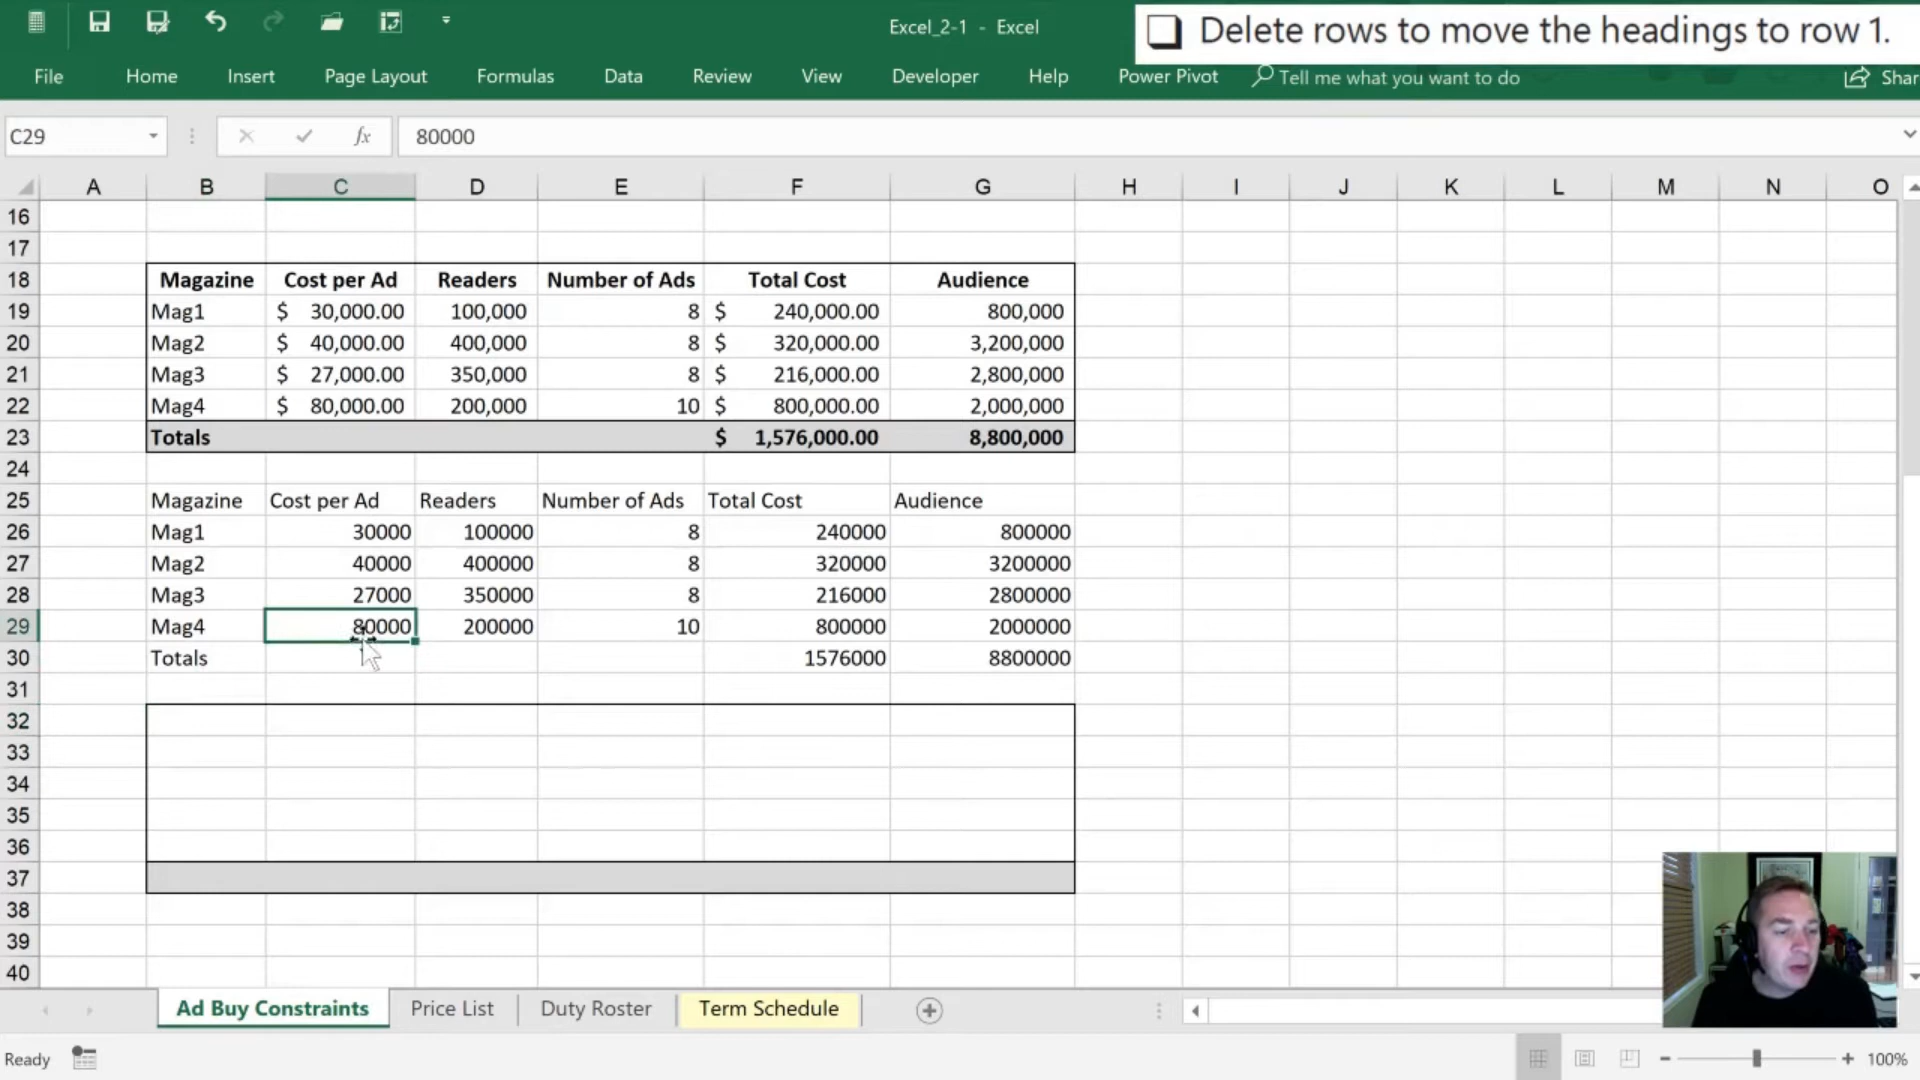 Excel_2-1 - Excel
Delete rows to move the headings to row 1.
File Home Insert Page Layout Formulas Data Review View Developer Help Power Pivot Tell me what you want to do Shar
C29 fx 80000
A B C D E F G H I J K L M N O
16
17
18 Magazine Cost per Ad Readers Number of Ads Total Cost Audience
19 Mag1 $ 30,000.00 100,000 8 $ 240,000.00 800,000
20 Mag2 $ 40,000.00 400,000 8 $ 320,000.00 3,200,000
21 Mag3 $ 27,000.00 350,000 8 $ 216,000.00 2,800,000
22 Mag4 $ 80,000.00 200,000 10 $ 800,000.00 2,000,000
23 Totals $ 1,576,000.00 8,800,000
24
25 Magazine Cost per Ad Readers Number of Ads Total Cost Audience
26 Mag1 30000 100000 8 240000 800000
27 Mag2 40000 400000 8 320000 3200000
28 Mag3 27000 350000 8 216000 2800000
29 Mag4 80000 200000 10 800000 2000000
30 Totals 1576000 8800000
31
32
33
34
35
36
37
38
39
40
Ad Buy Constraints Price List Duty Roster Term Schedule
Ready 100%